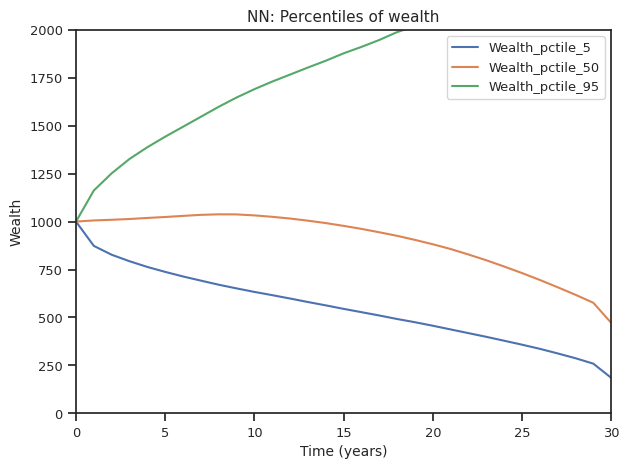 NN: Percentiles of wealth
2000
1750
1500
1250
1000
750
500
250
0
Wealth
Wealth_pctile_5
Wealth_pctile_50
Wealth_pctile_95
0 5 10 15 20 25 30
Time (years)